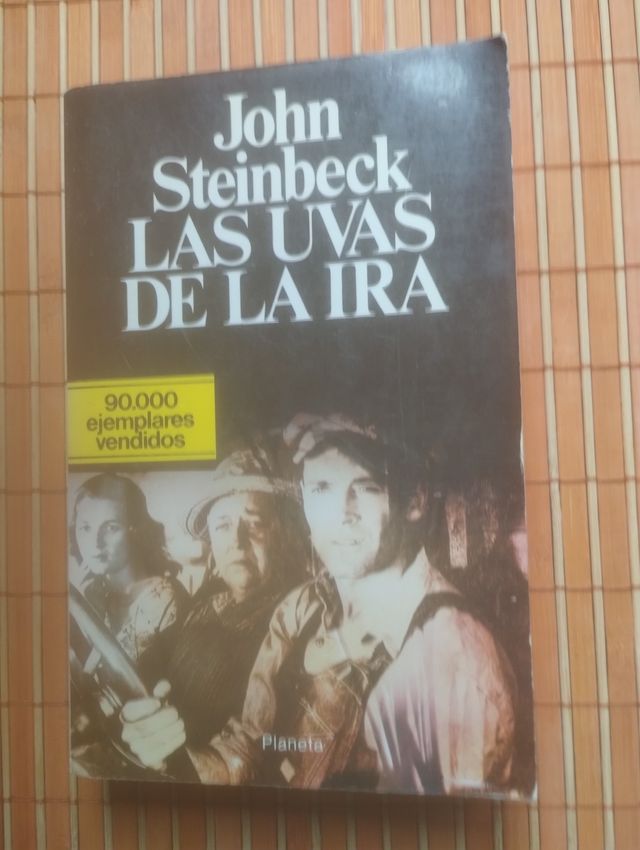 John
Steinbeck
LAS UVAS
DE LA IRA
90.000
ejemplares
vendidos
Planeta